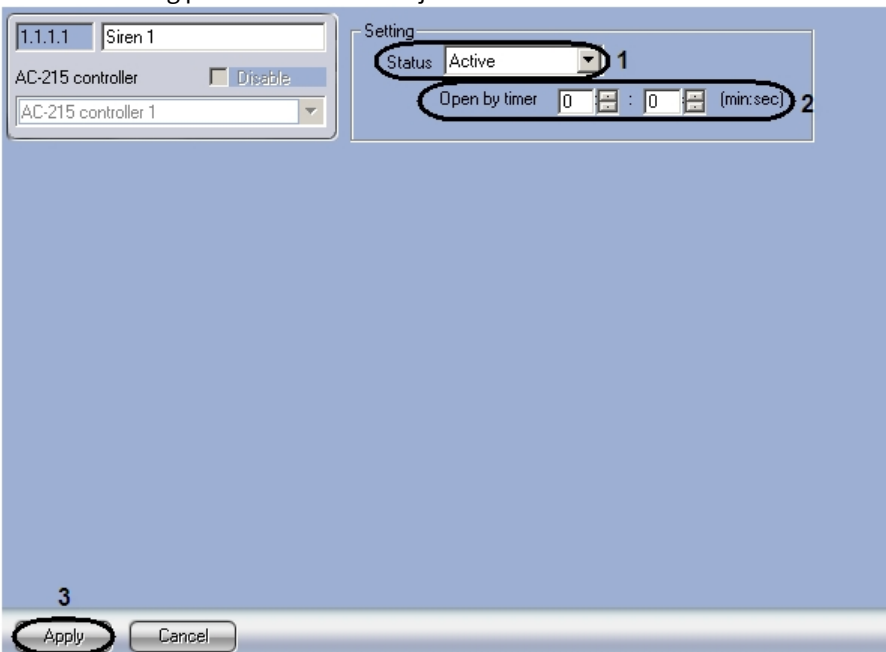 1.1.1.1 Siren 1
AC-215 controller Disable
AC-215 controller 1
Setting
Status Active 1
Open by timer 0 : 0 (min:sec) 2
3
Apply Cancel